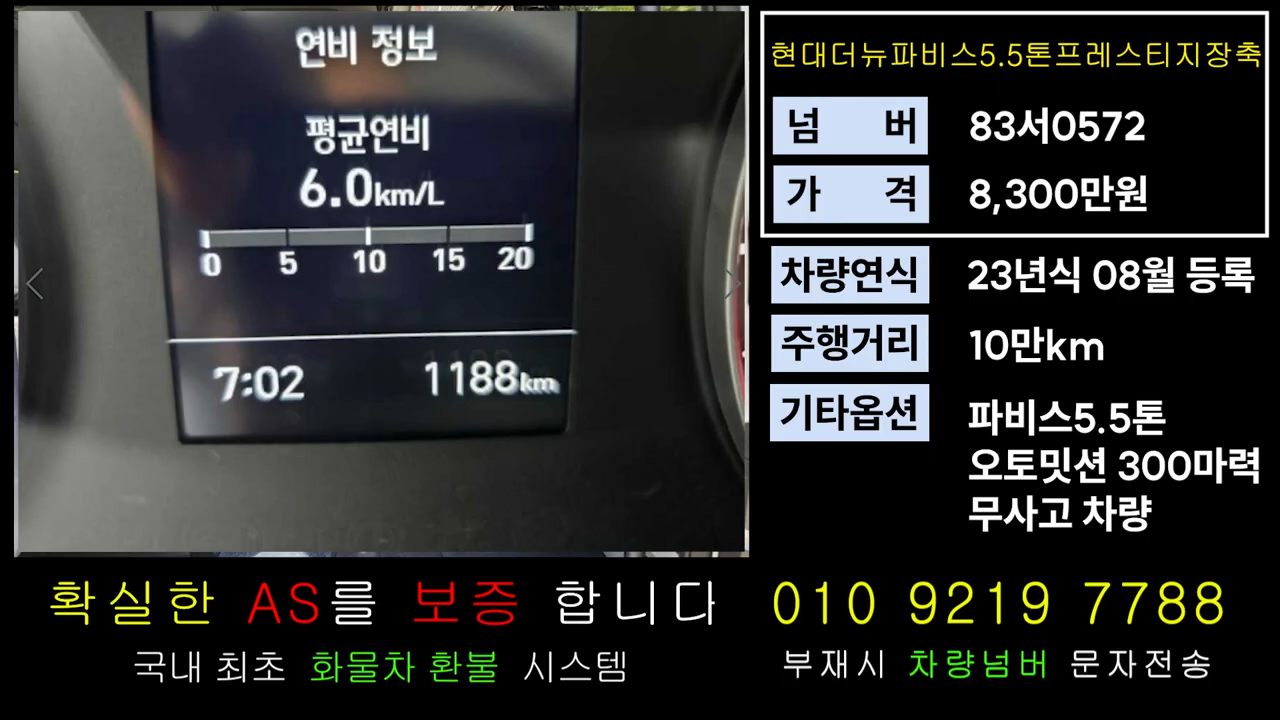 연비 정보
평균연비
6.0km/L
0 5 10 15 20
7:02 1188km
현대더뉴파비스5.5톤프레스티지장축
넘 버 83서0572
가 격 8,300만원
차량연식 23년식 08월 등록
주행거리 10만km
기타옵션 파비스5.5톤
오토밋션 300마력
무사고 차량
확실한 AS를 보증 합니다 010 9219 7788
국내 최초 화물차 환불 시스템 부재시 차량넘버 문자전송